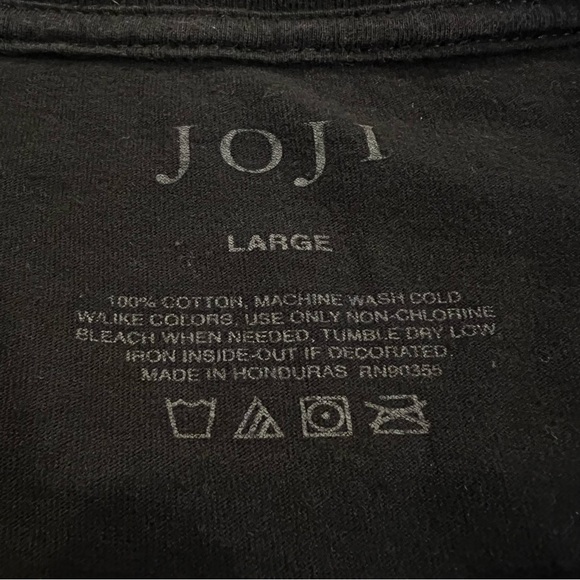 JOJI
LARGE
100% COTTON, MACHINE WASH COLD
W/LIKE COLORS, USE ONLY NON-CHLORINE
BLEACH WHEN NEEDED, TUMBLE DRY LOW,
IRON INSIDE-OUT IF DECORATED.
MADE IN HONDURAS RN90355